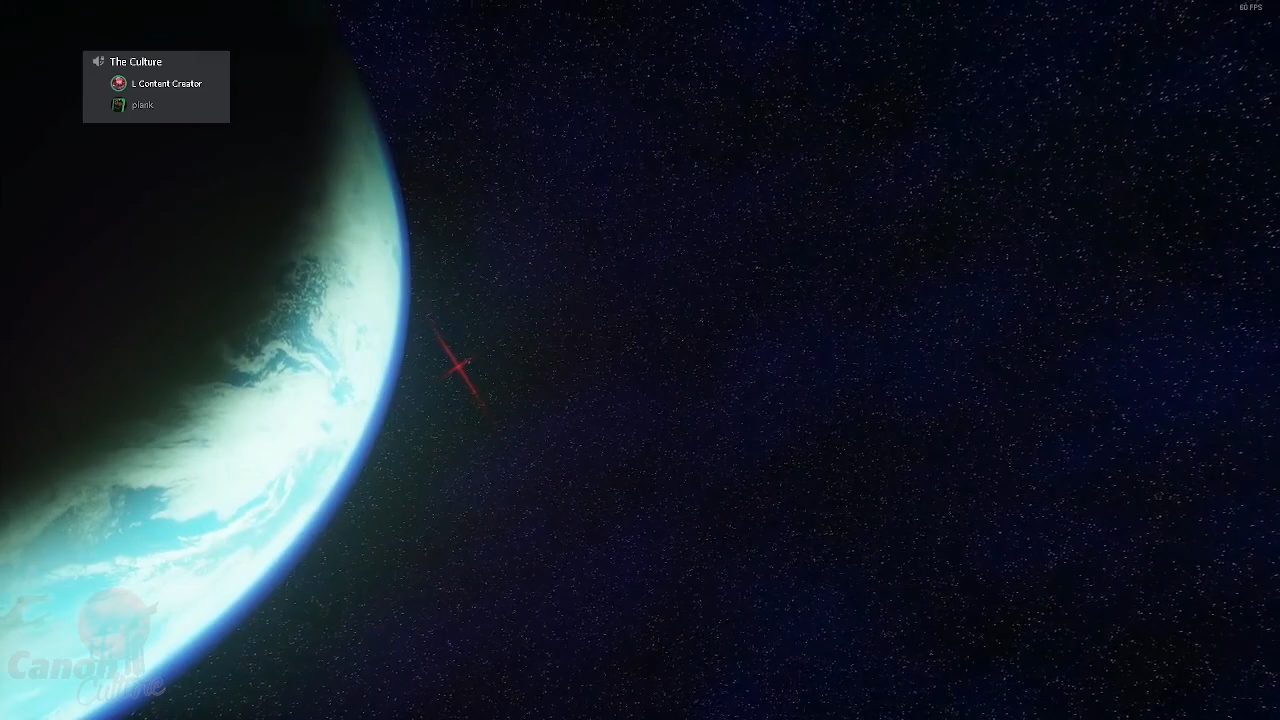 60 FPS
The Culture
L Content Creator
plank
Canon
Culture